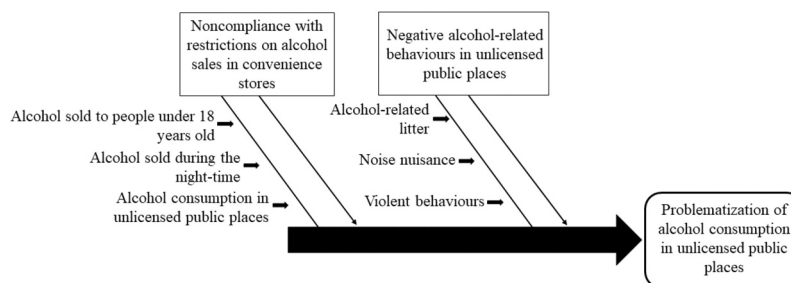 Noncompliance with
restrictions on alcohol
sales in convenience
stores
Negative alcohol-related
behaviours in unlicensed
public places
Alcohol sold to people under 18
years old
Alcohol sold during the
night-time
Alcohol consumption in
unlicensed public places
Alcohol-related
litter
Noise nuisance
Violent behaviours
Problematization of
alcohol consumption
in unlicensed public
places